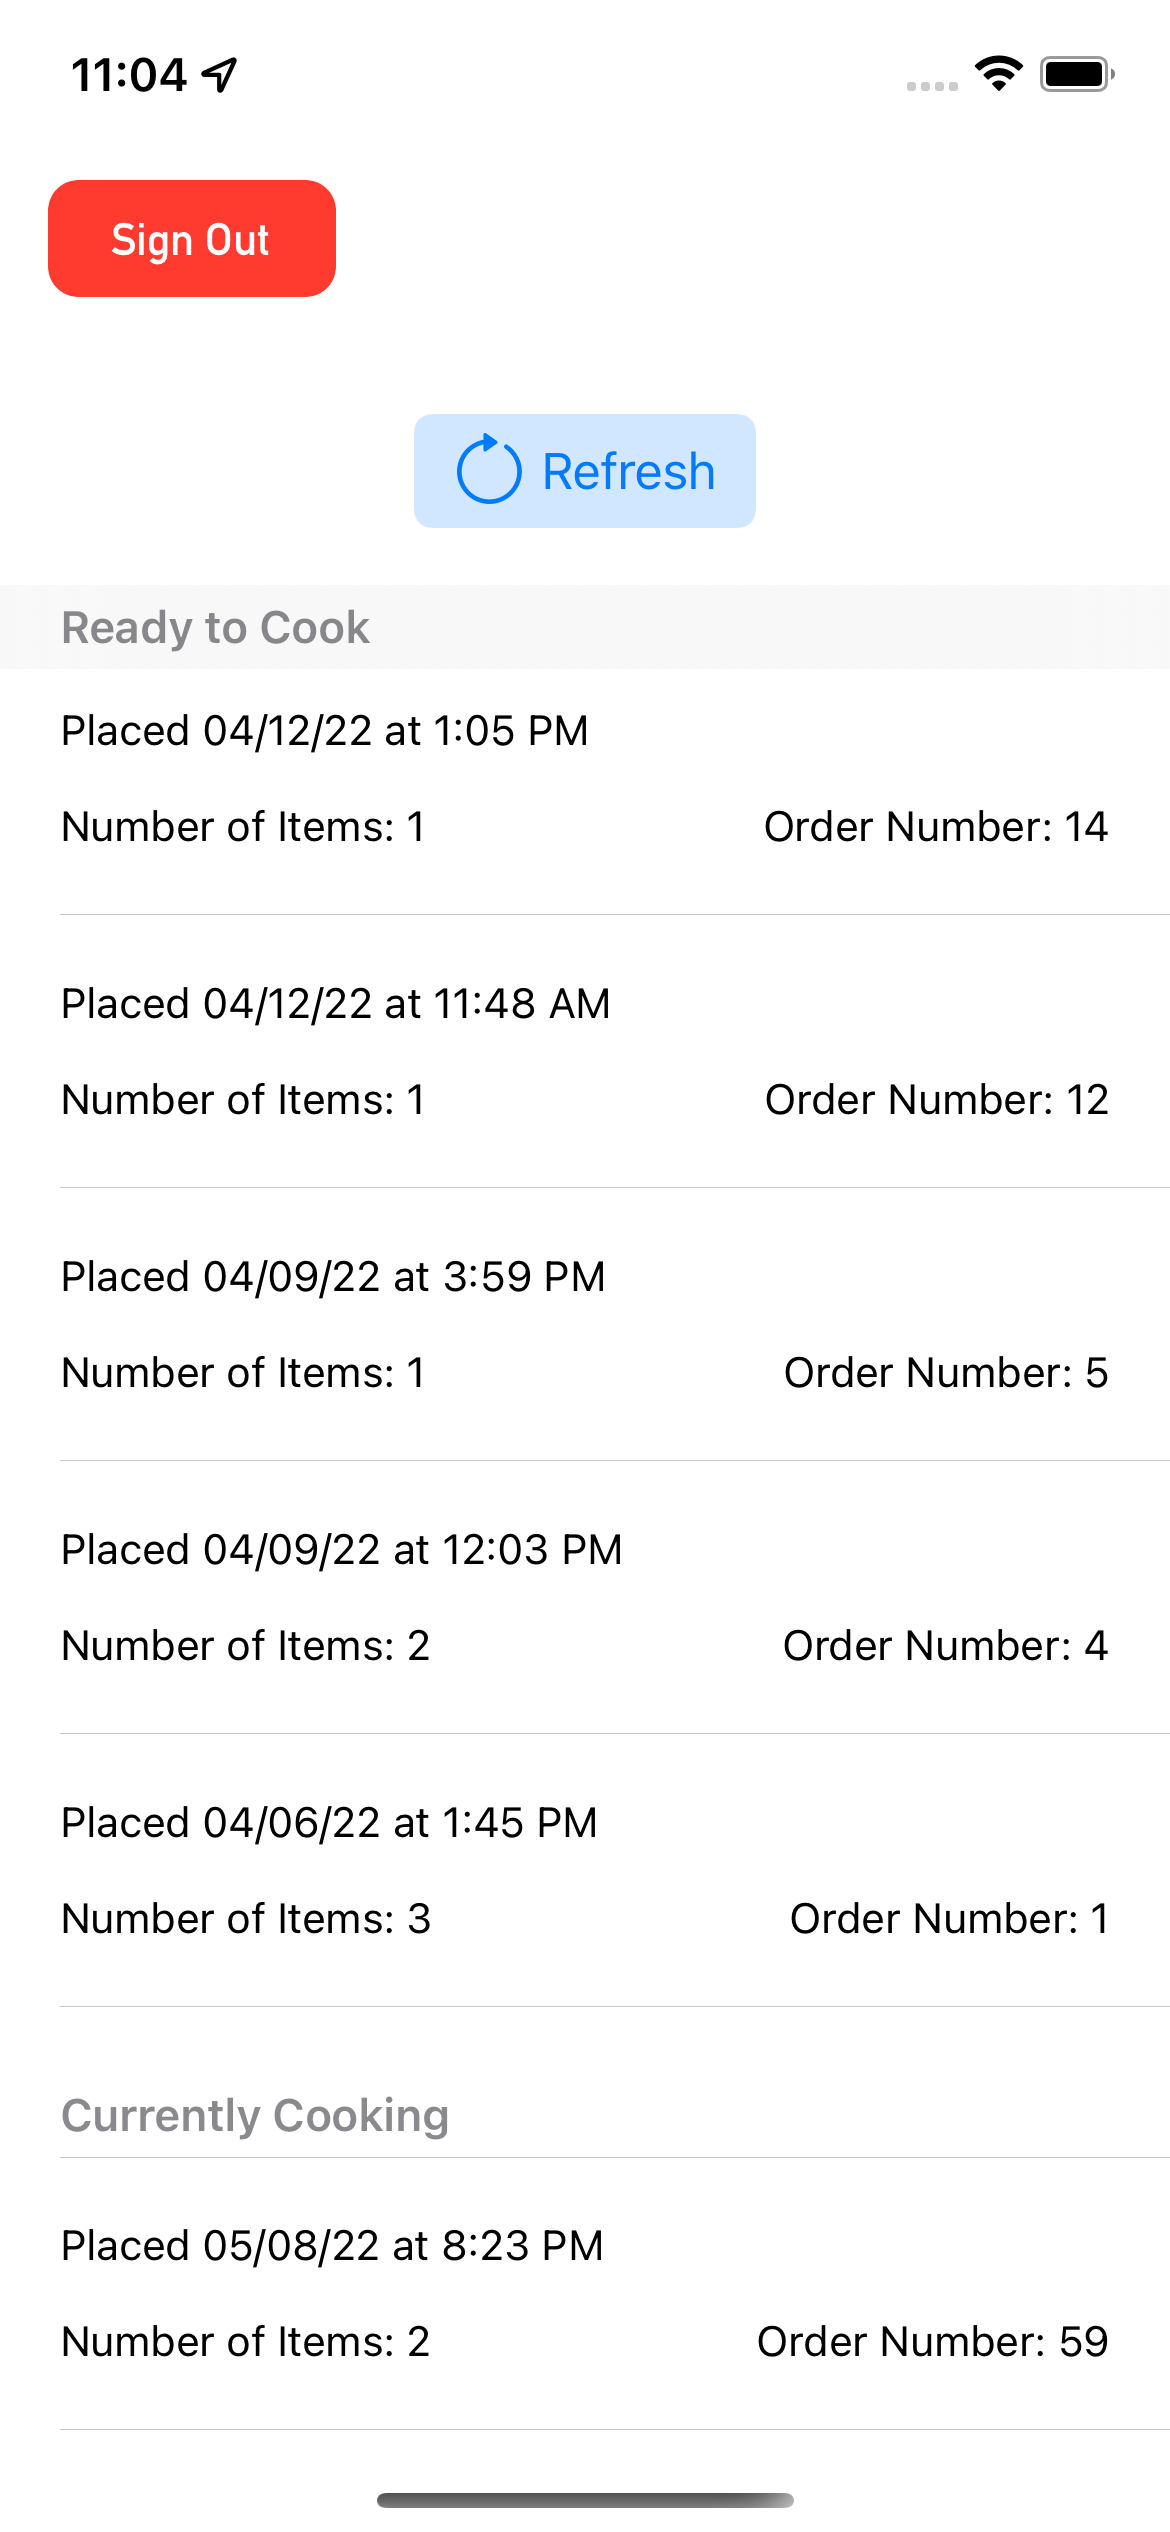 11:04
Sign Out
Refresh
Ready to Cook
Placed 04/12/22 at 1:05 PM
Number of Items: 1 Order Number: 14
Placed 04/12/22 at 11:48 AM
Number of Items: 1 Order Number: 12
Placed 04/09/22 at 3:59 PM
Number of Items: 1 Order Number: 5
Placed 04/09/22 at 12:03 PM
Number of Items: 2 Order Number: 4
Placed 04/06/22 at 1:45 PM
Number of Items: 3 Order Number: 1
Currently Cooking
Placed 05/08/22 at 8:23 PM
Number of Items: 2 Order Number: 59